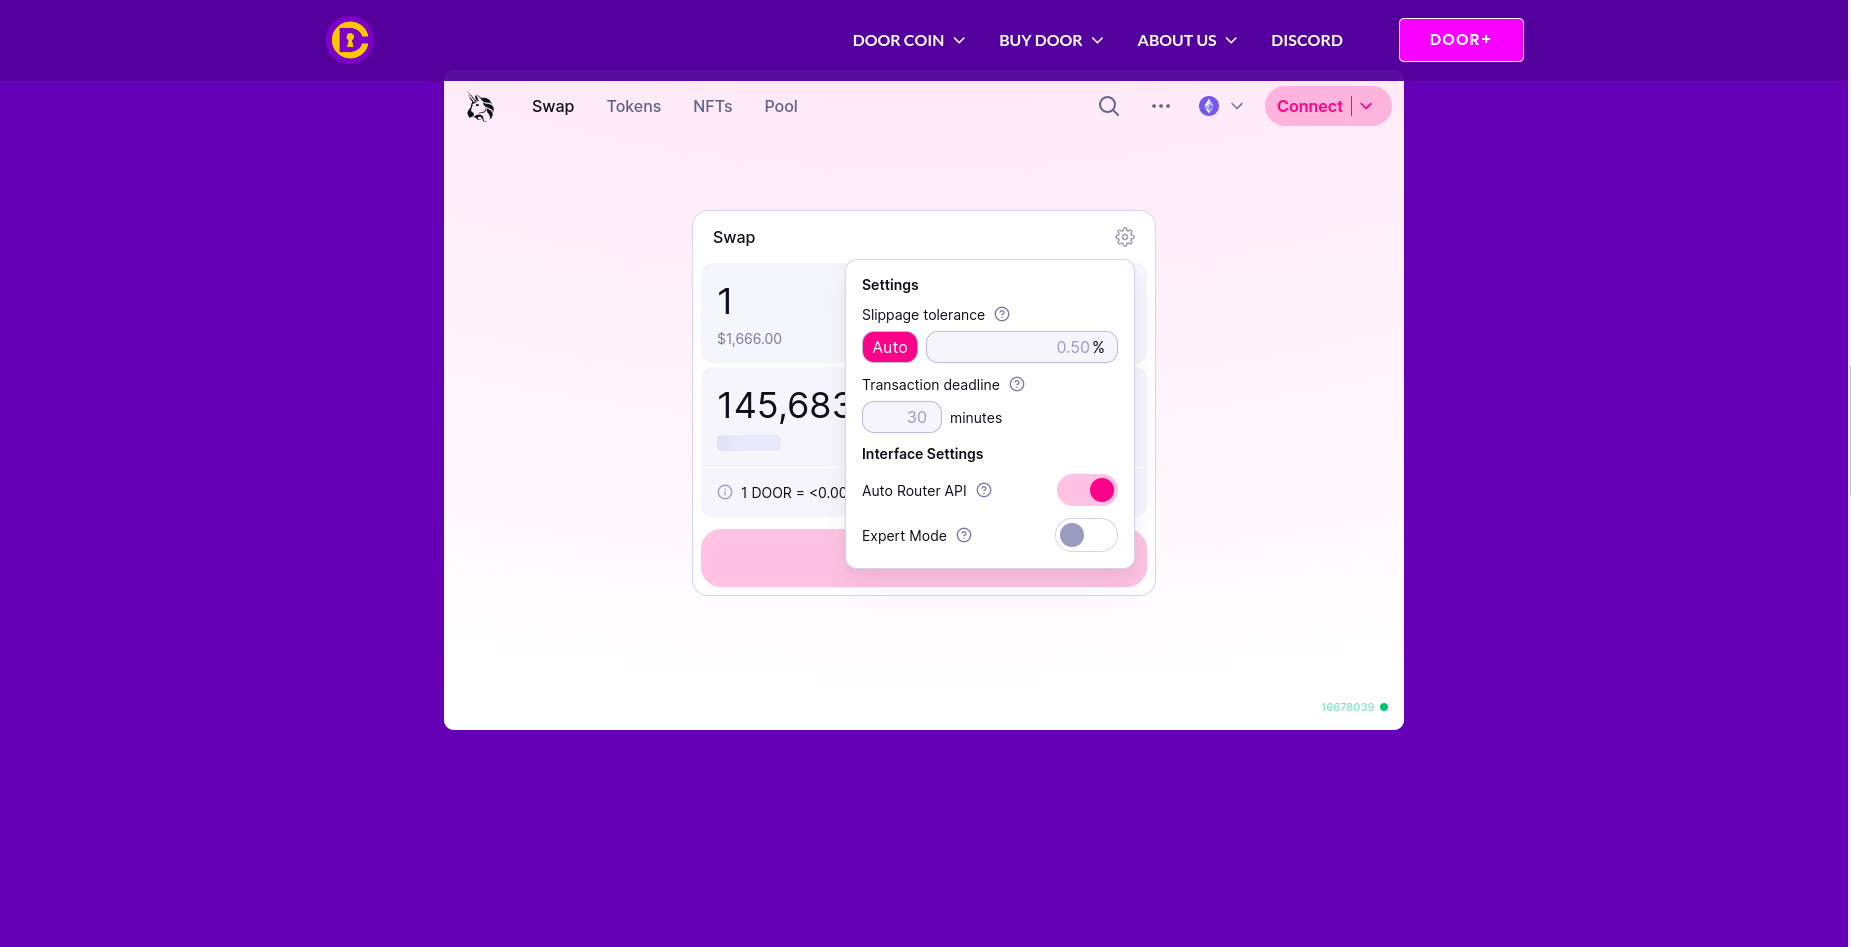 DOOR COIN BUY DOOR ABOUT US DISCORD DOOR+
Swap Tokens NFTs Pool Connect
Swap
1
$1,666.00
145,683
1 DOOR = <0.00
Settings
Slippage tolerance
Auto 0.50 %
Transaction deadline
30 minutes
Interface Settings
Auto Router API
Expert Mode
16678039